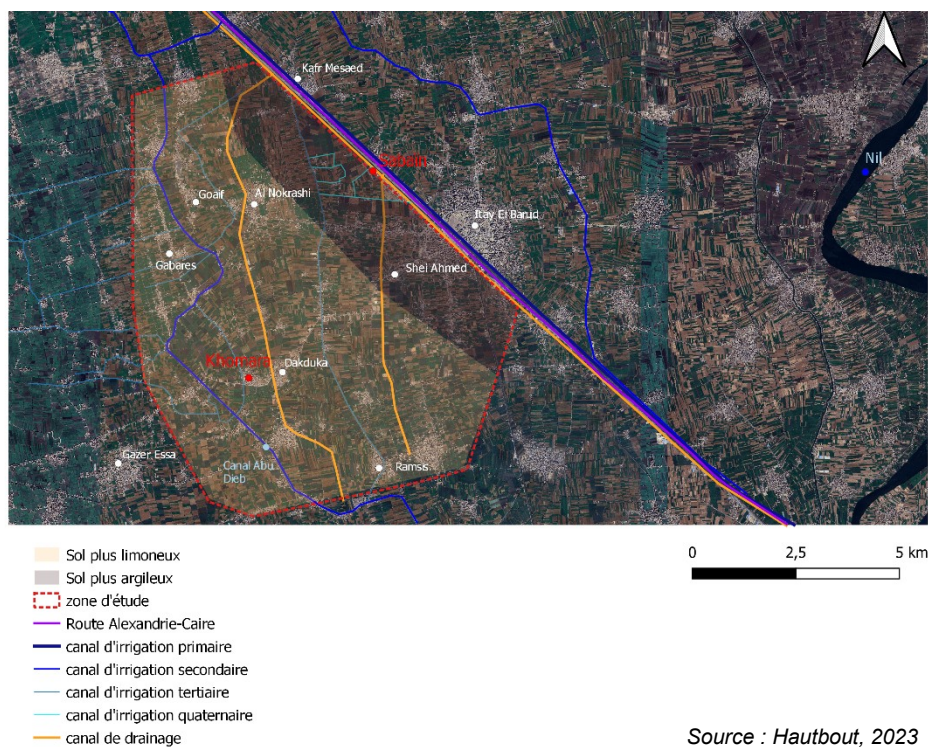 Kafr Mesaed
Nil
Goaif
Al Nokrashi
Itay El Barud
Gabares
Shei Ahmed
Dakduka
Gazer Essa
Canal Abu
Dieb
Ramsis
Sol plus limoneux
Sol plus argileux
zone d'étude
Route Alexandrie-Caire
canal d'irrigation primaire
canal d'irrigation secondaire
canal d'irrigation tertiaire
canal d'irrigation quaternaire
canal de drainage
0 2,5 5 km
Source : Hautbout, 2023